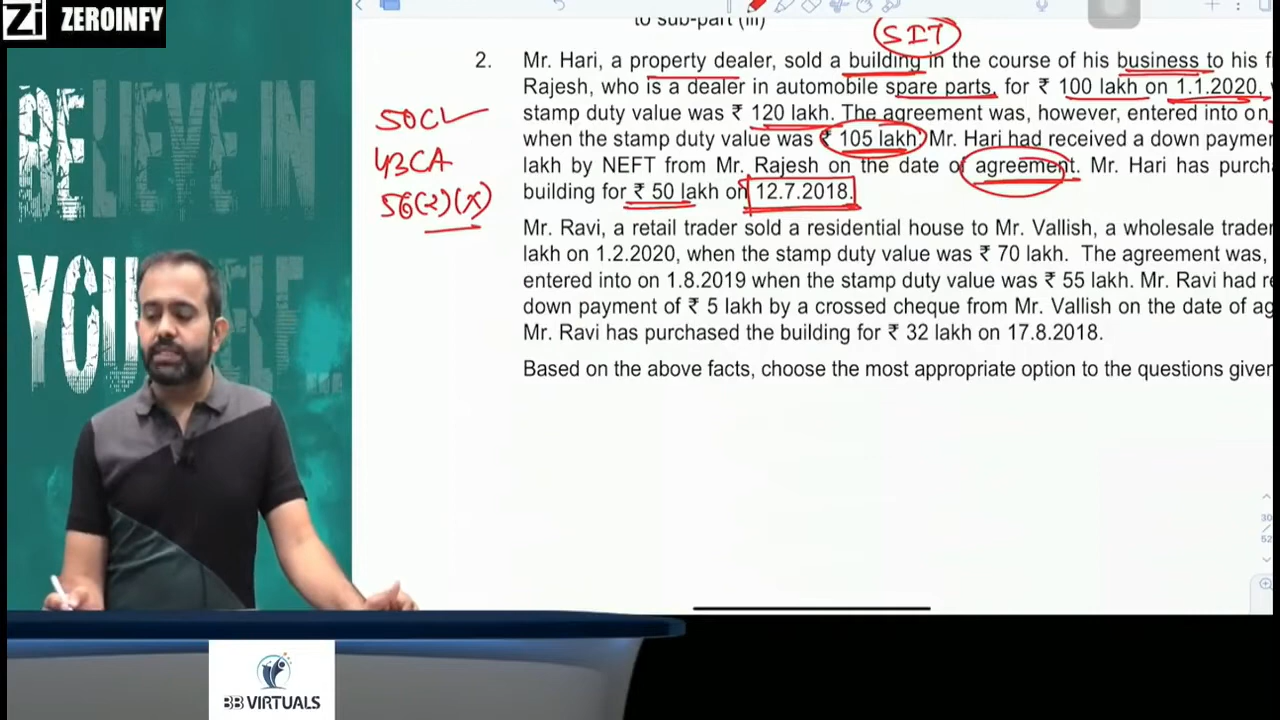 Zi ZEROINFY
BELIEVE IN
YOURSELF
to sub-part (iii)
SIT
2. Mr. Hari, a property dealer, sold a building in the course of his business to his f
Rajesh, who is a dealer in automobile spare parts, for ₹ 100 lakh on 1.1.2020,
stamp duty value was ₹ 120 lakh. The agreement was, however, entered into on
when the stamp duty value was ₹ 105 lakh. Mr. Hari had received a down payme
lakh by NEFT from Mr. Rajesh on the date of agreement. Mr. Hari has purch
building for ₹ 50 lakh on 12.7.2018.
50C
43CA
56(2)(x)
Mr. Ravi, a retail trader sold a residential house to Mr. Vallish, a wholesale trader
lakh on 1.2.2020, when the stamp duty value was ₹ 70 lakh. The agreement was,
entered into on 1.8.2019 when the stamp duty value was ₹ 55 lakh. Mr. Ravi had re
down payment of ₹ 5 lakh by a crossed cheque from Mr. Vallish on the date of ag
Mr. Ravi has purchased the building for ₹ 32 lakh on 17.8.2018.
Based on the above facts, choose the most appropriate option to the questions given
30
52
BB VIRTUALS